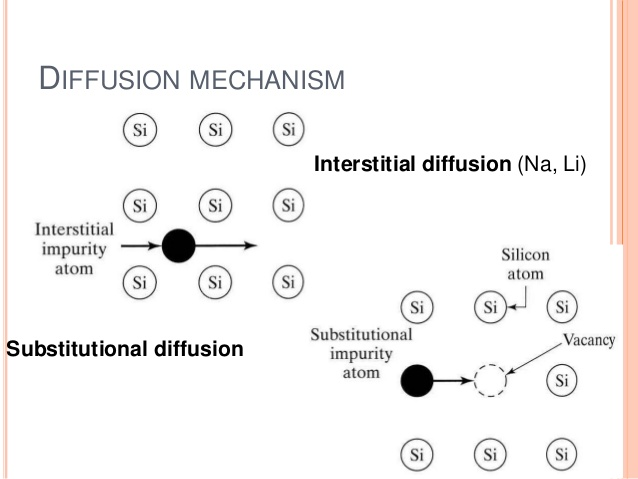 DIFFUSION MECHANISM
Si Si Si
Interstitial diffusion (Na, Li)
Si Si Si
Interstitial
impurity
atom
Si Si Si
Silicon
atom
Si Si Si
Substitutional diffusion
Substitutional
impurity
atom
Vacancy
Si
Si Si Si